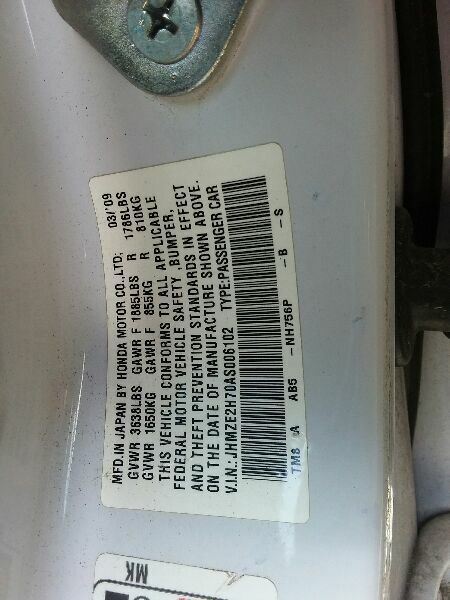 MFD.IN JAPAN BY HONDA MOTOR CO.,LTD. 03/'09
GVWR 3638LBS GAWR F 1885LBS R 1786LBS
GVWR 1650KG GAWR F 855KG R 810KG
THIS VEHICLE CONFORMS TO ALL APPLICABLE
FEDERAL MOTOR VEHICLE SAFETY ,BUMPER,
AND THEFT PREVENTION STANDARDS IN EFFECT
ON THE DATE OF MANUFACTURE SHOWN ABOVE.
V.I.N.: JHMZE2H70AS006102 TYPE:PASSENGER CAR
TM8 A AB5 -NH756P -B -S
MK